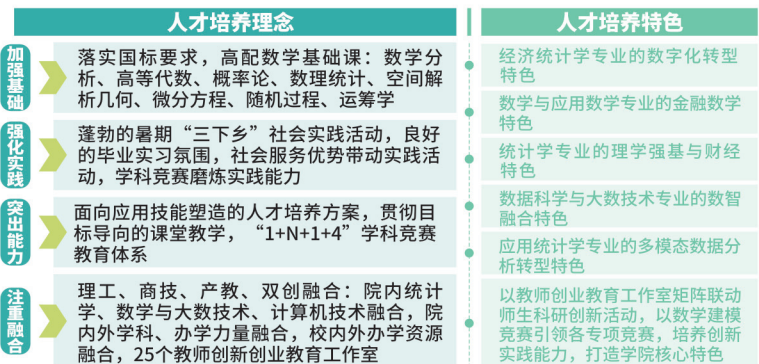 人才培养理念
加强基础
落实国标要求，高配数学基础课：数学分
析、高等代数、概率论、数理统计、空间解
析几何、微分方程、随机过程、运筹学
强化实践
蓬勃的暑期“三下乡”社会实践活动，良好
的毕业实习氛围，社会服务优势带动实践活
动，学科竞赛磨炼实践能力
突出能力
面向应用技能塑造的人才培养方案，贯彻目
标导向的课堂教学，“1+N+1+4”学科竞赛
教育体系
注重融合
理工、商技、产教、双创融合：院内统计
学、数学与大数技术、计算机技术融合，院
内外学科、办学力量融合，校内外办学资源
融合，25个教师创新创业教育工作室
人才培养特色
经济统计学专业的数字化转型
特色
数学与应用数学专业的金融数学
特色
统计学专业的理学强基与财经
特色
数据科学与大数技术专业的数智
融合特色
应用统计学专业的多模态数据分
析转型特色
以教师创业教育工作室矩阵联动
师生科研创新活动，以数学建模
竞赛引领各专项竞赛，培养创新
实践能力，打造学院核心特色